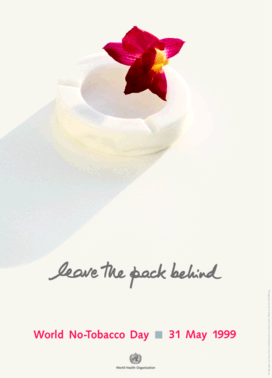 leave the pack behind
World No-Tobacco Day 31 May 1999
World Health Organization